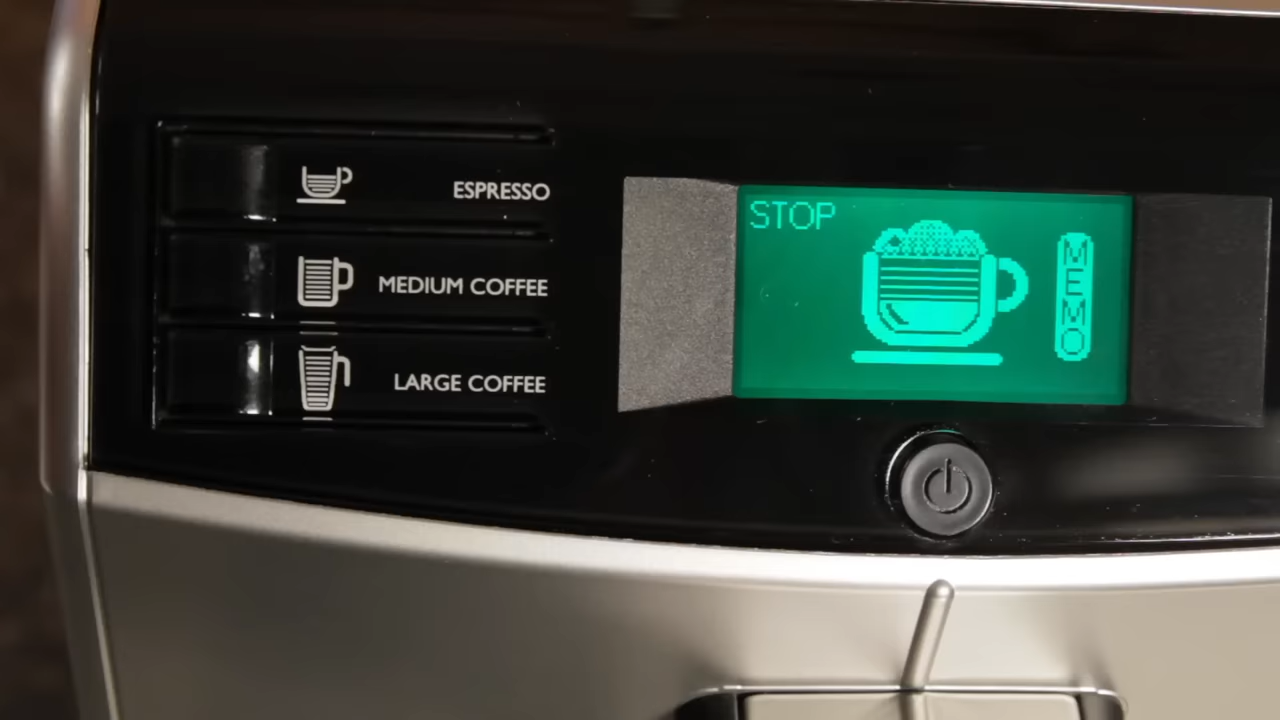 ESPRESSO
MEDIUM COFFEE
LARGE COFFEE
STOP
MEMO